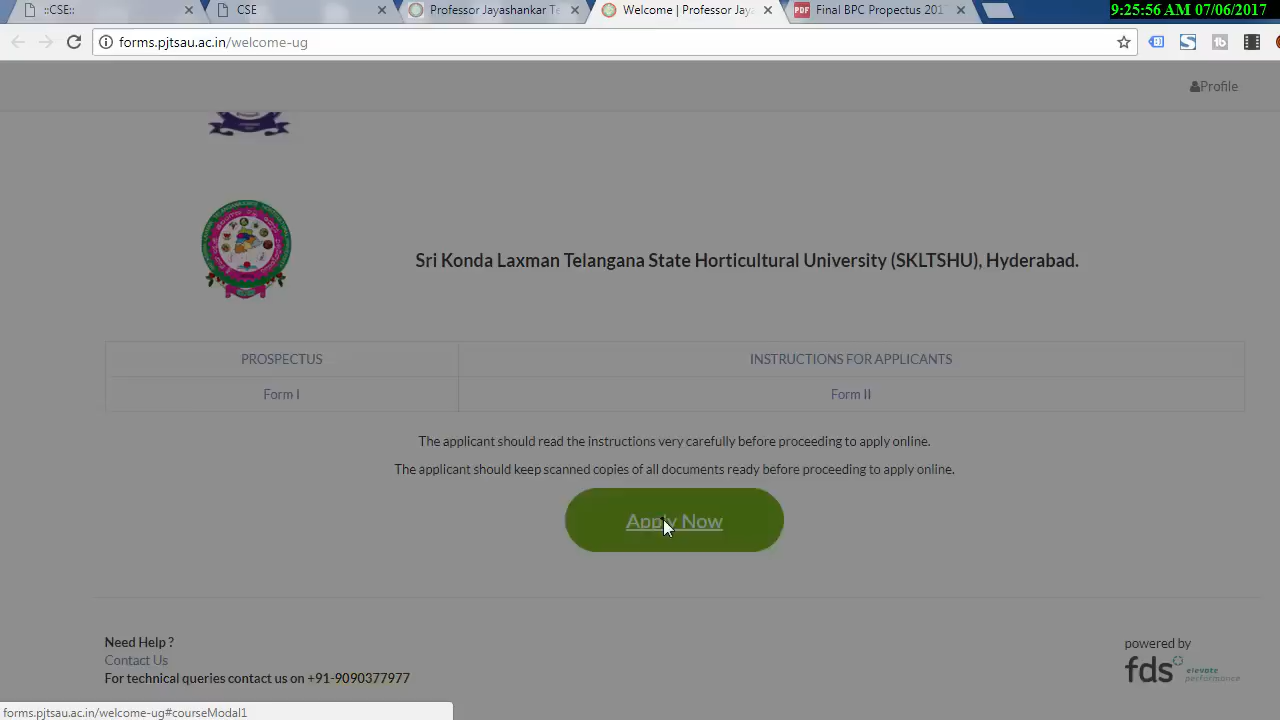 ::CSE::
CSE
Professor Jayashankar Te
Welcome | Professor Jaya
PDF
Final BPC Propectus 201
9:25:56 AM 07/06/2017
forms.pjtsau.ac.in/welcome-ug
Profile
Sri Konda Laxman Telangana State Horticultural University (SKLTSHU), Hyderabad.
PROSPECTUS
INSTRUCTIONS FOR APPLICANTS
Form I
Form II
The applicant should read the instructions very carefully before proceeding to apply online.
The applicant should keep scanned copies of all documents ready before proceeding to apply online.
Apply Now
Need Help ?
Contact Us
For technical queries contact us on +91-9090377977
powered by
fds elevate
performance
forms.pjtsau.ac.in/welcome-ug#courseModal1